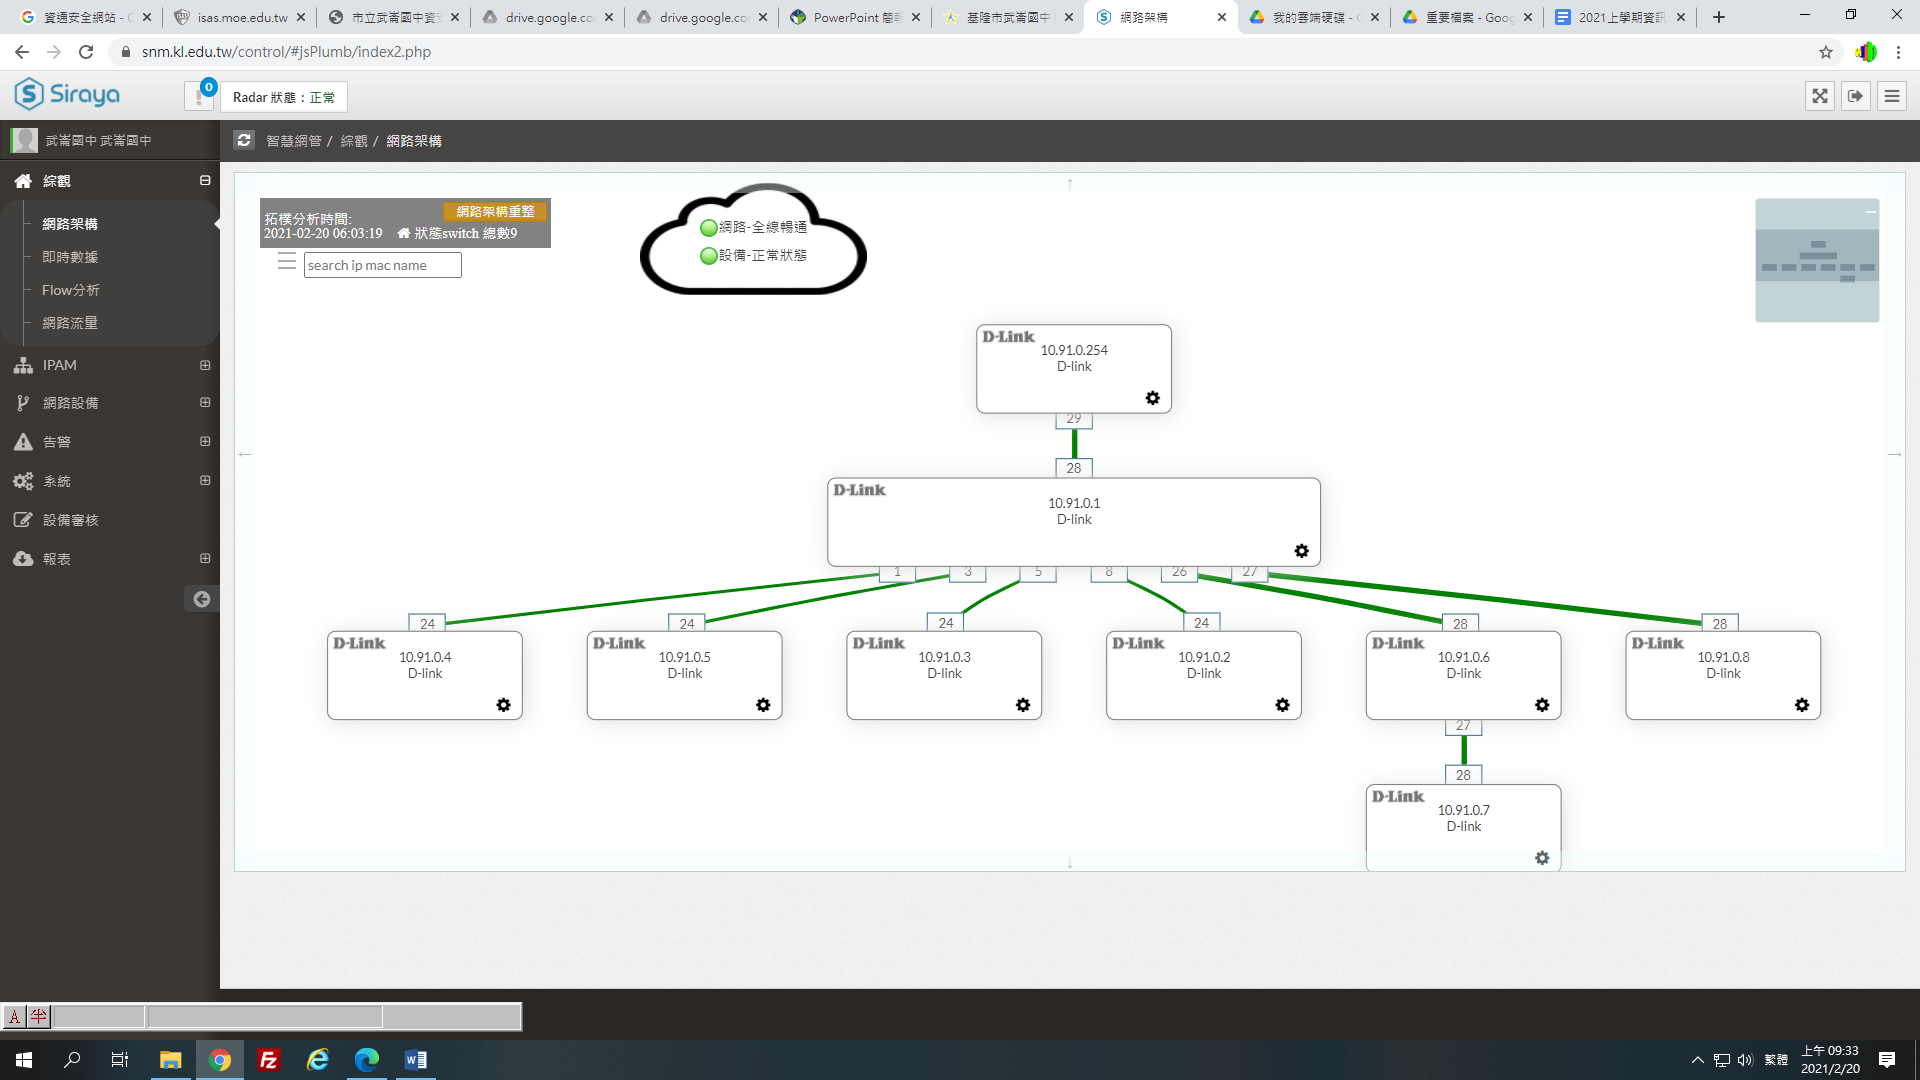 資通安全網站 - G
isas.moe.edu.tw
市立武崙國中資
drive.google.co
drive.google.co
PowerPoint 簡
基隆市武崙國中
網路架構
我的雲端硬碟 - G
重要檔案 - Goog
2021上學期資訊
snm.kl.edu.tw/control/#jsPlumb/index2.php
Siraya
0
Radar 狀態：正常
武崙國中 武崙國中
智慧網管 / 綜觀 / 網路架構
綜觀
網路架構
即時數據
Flow分析
網路流量
IPAM
網路設備
告警
系統
設備審核
報表
網路架構重整
拓樸分析時間:
2021-02-20 06:03:19 狀態switch 總數9
search ip mac name
網路-全線暢通
設備-正常狀態
D-Link
10.91.0.254
D-link
29
28
D-Link
10.91.0.1
D-link
1 3 5 8 26 27
24 24 24 24 28 28
D-Link D-Link D-Link D-Link D-Link D-Link
10.91.0.4 10.91.0.5 10.91.0.3 10.91.0.2 10.91.0.6 10.91.0.8
D-link D-link D-link D-link D-link D-link
27
28
D-Link
10.91.0.7
D-link
A 半
繁體
上午 09:33
2021/2/20